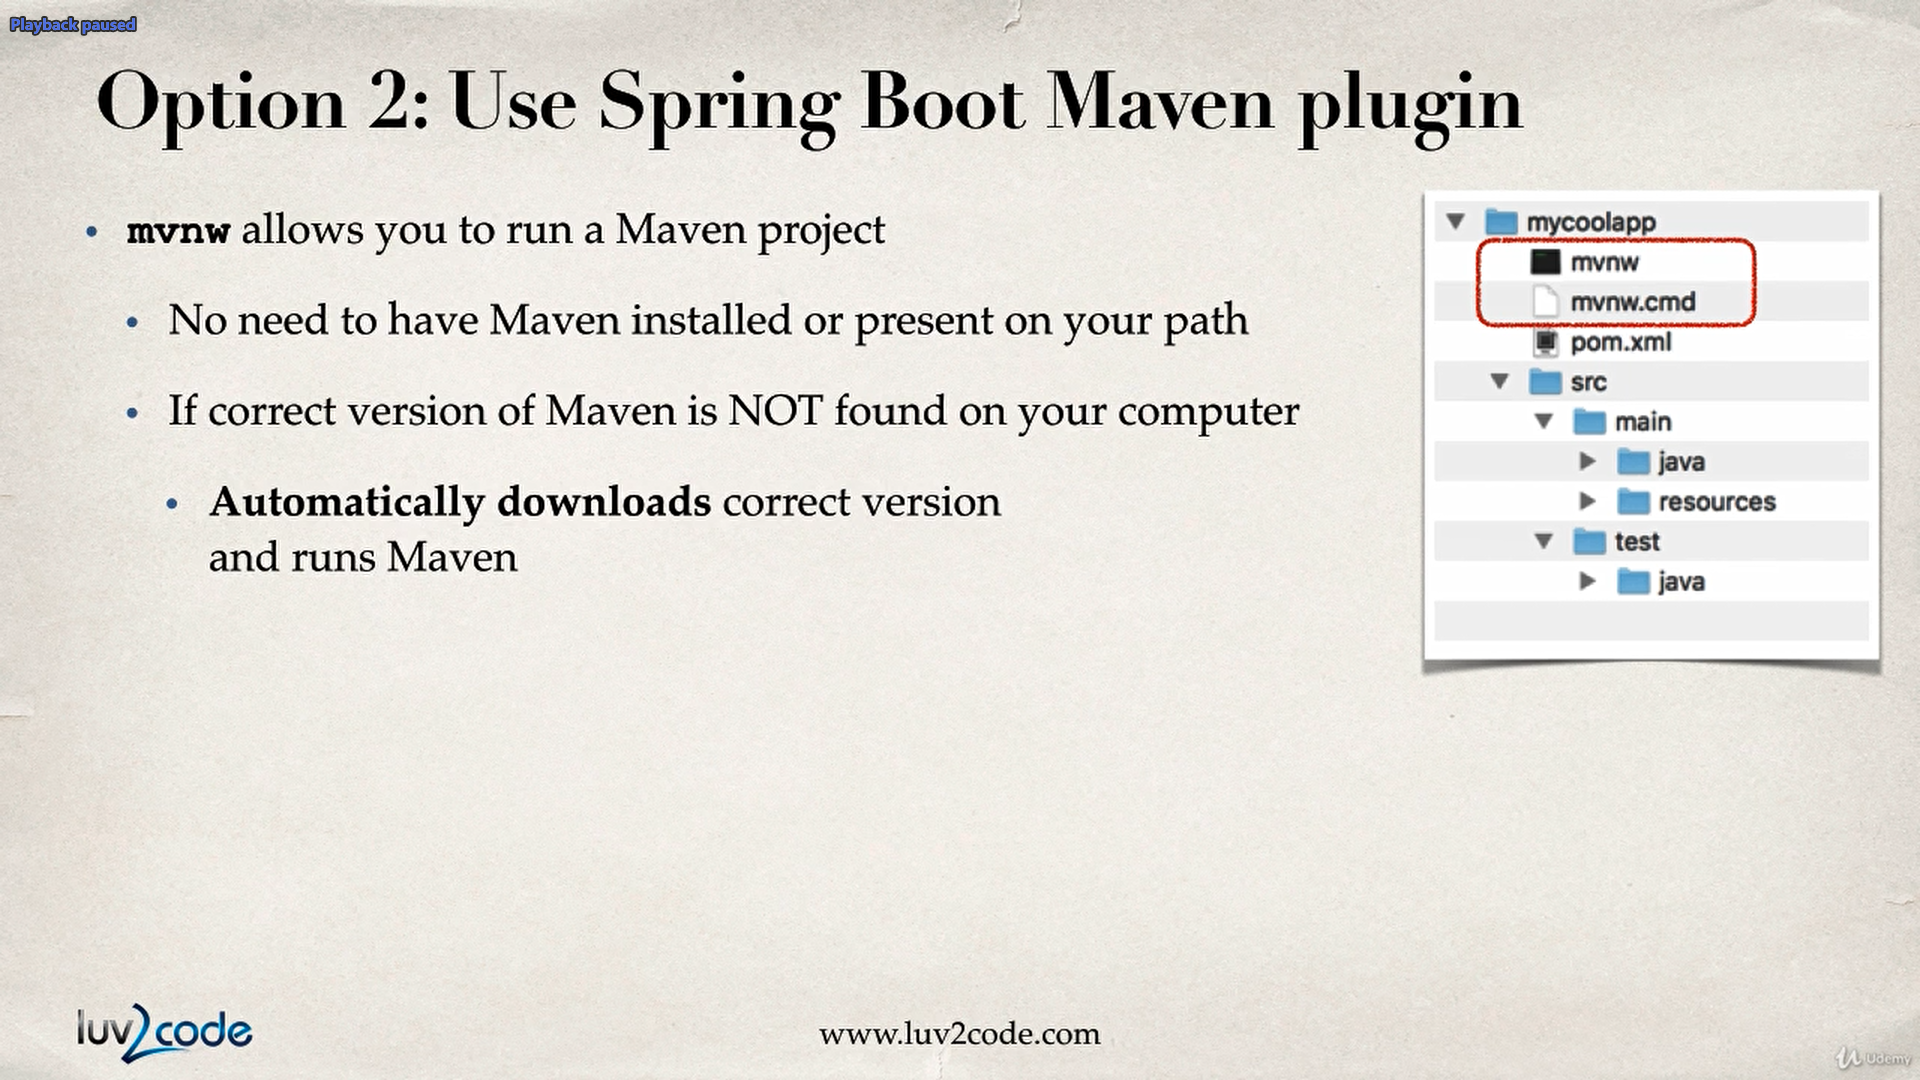 Playback paused
Option 2: Use Spring Boot Maven plugin
• mvnw allows you to run a Maven project
• No need to have Maven installed or present on your path
• If correct version of Maven is NOT found on your computer
• Automatically downloads correct version
and runs Maven
mycoolapp
mvnw
mvnw.cmd
pom.xml
src
main
java
resources
test
java
luv2code
www.luv2code.com
Udemy